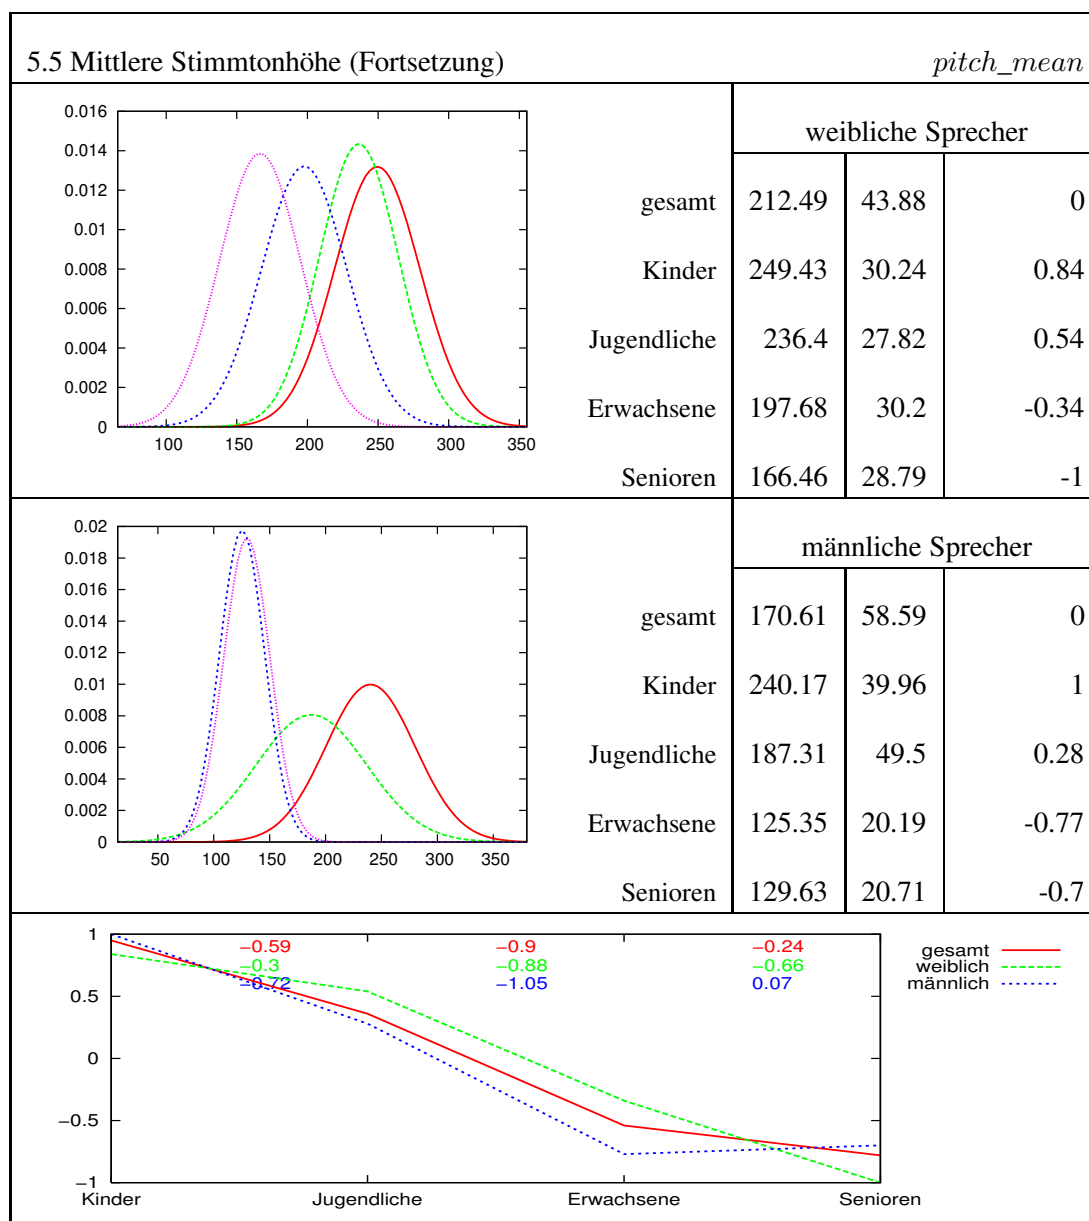 5.5 Mittlere Stimmtonhöhe (Fortsetzung) pitch_mean
0.016
0.014
0.012
0.01
0.008
0.006
0.004
0.002
0
100 150 200 250 300 350
weibliche Sprecher
gesamt 212.49 43.88 0
Kinder 249.43 30.24 0.84
Jugendliche 236.4 27.82 0.54
Erwachsene 197.68 30.2 -0.34
Senioren 166.46 28.79 -1
0.02
0.018
0.016
0.014
0.012
0.01
0.008
0.006
0.004
0.002
0
50 100 150 200 250 300 350
männliche Sprecher
gesamt 170.61 58.59 0
Kinder 240.17 39.96 1
Jugendliche 187.31 49.5 0.28
Erwachsene 125.35 20.19 -0.77
Senioren 129.63 20.71 -0.7
1
0.5
0
−0.5
−1
−0.59 −0.9 −0.24
−0.3 −0.88 −0.66
−0.72 −1.05 0.07
gesamt
weiblich
männlich
Kinder Jugendliche Erwachsene Senioren